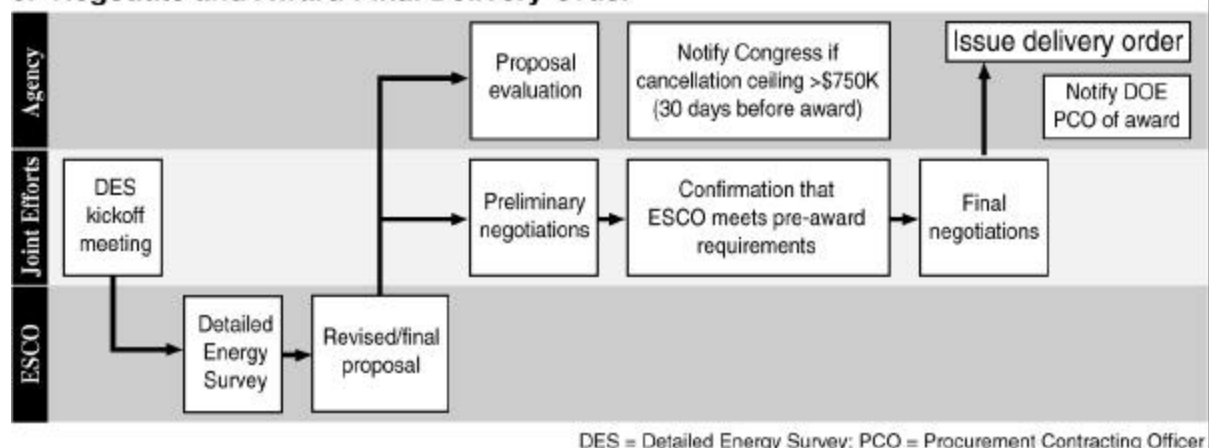 Agency
Proposal
evaluation
Notify Congress if
cancellation ceiling >$750K
(30 days before award)
Issue delivery order
Notify DOE
PCO of award
Joint Efforts
DES
kickoff
meeting
Preliminary
negotiations
Confirmation that
ESCO meets pre-award
requirements
Final
negotiations
ESCO
Detailed
Energy
Survey
Revised/final
proposal
DES = Detailed Energy Survey; PCO = Procurement Contracting Officer